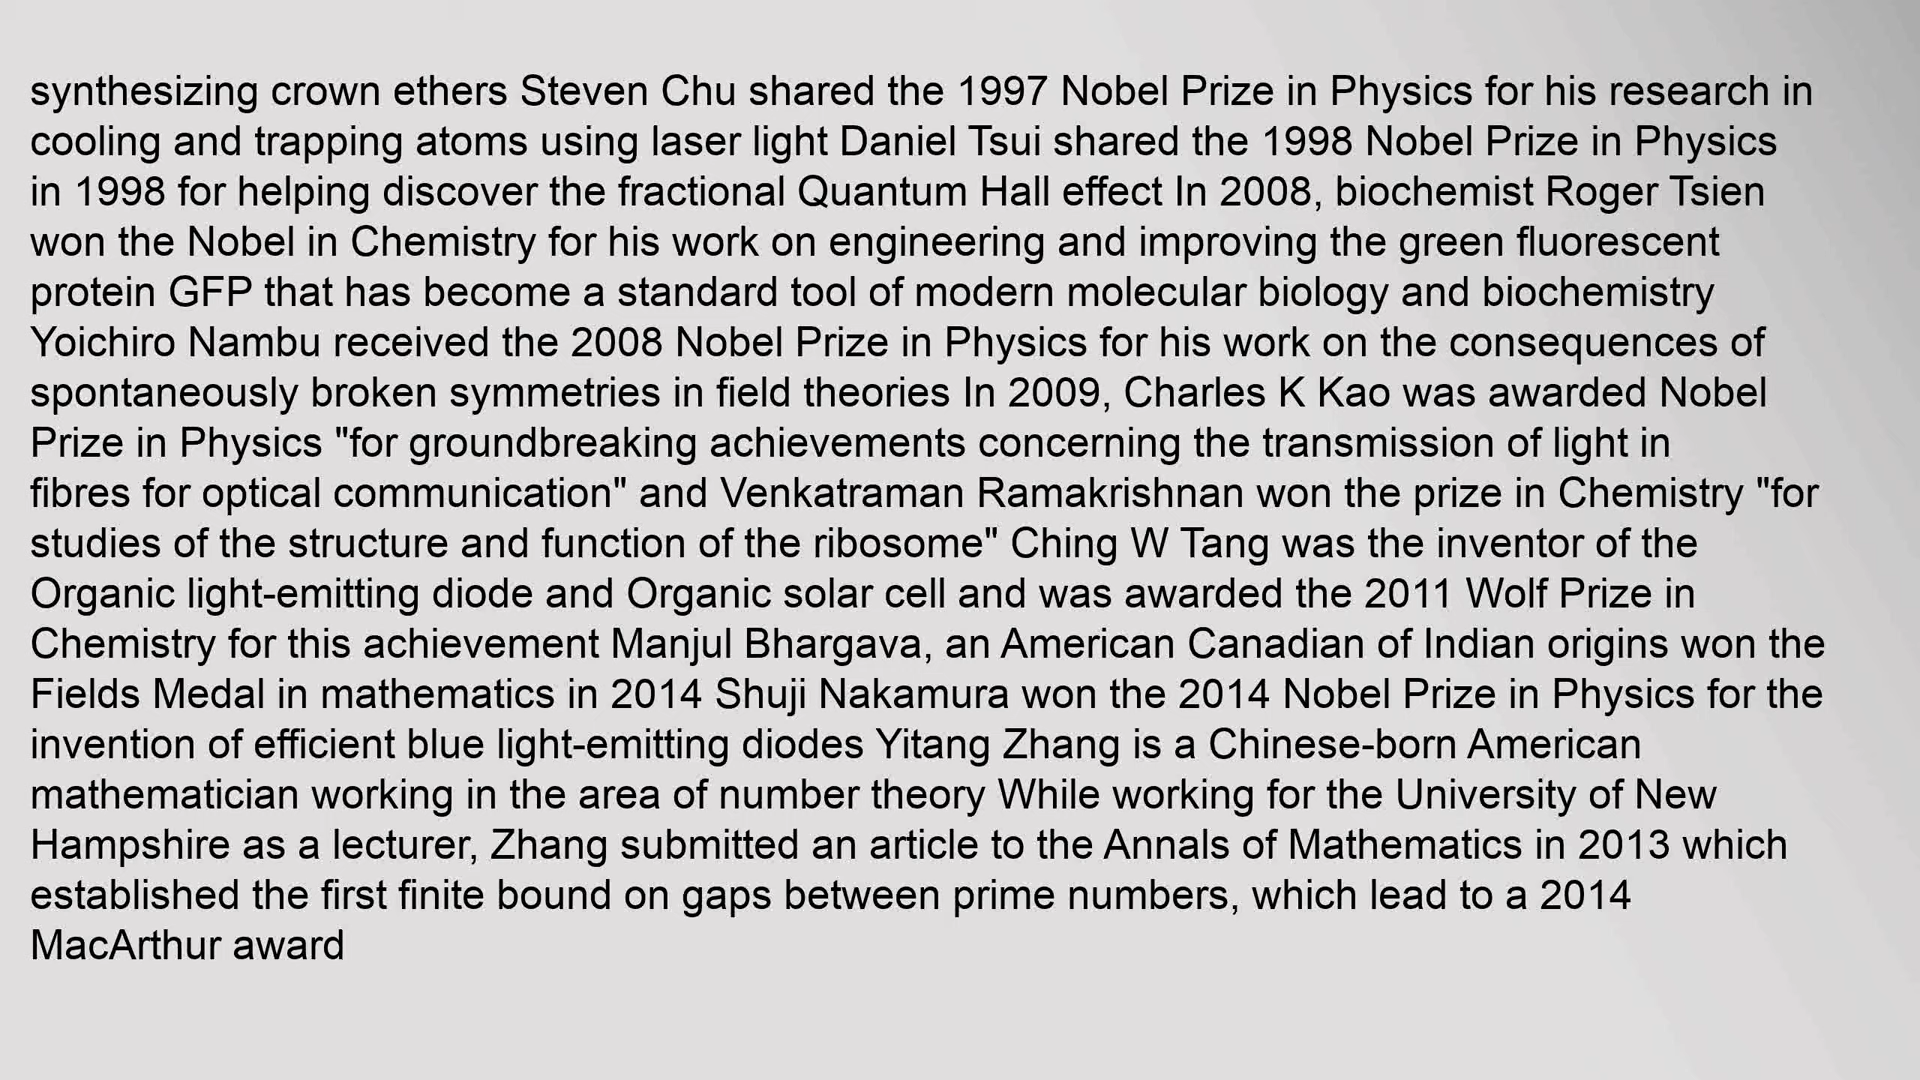 synthesizing crown ethers Steven Chu shared the 1997 Nobel Prize in Physics for his research in
cooling and trapping atoms using laser light Daniel Tsui shared the 1998 Nobel Prize in Physics
in 1998 for helping discover the fractional Quantum Hall effect In 2008, biochemist Roger Tsien
won the Nobel in Chemistry for his work on engineering and improving the green fluorescent
protein GFP that has become a standard tool of modern molecular biology and biochemistry
Yoichiro Nambu received the 2008 Nobel Prize in Physics for his work on the consequences of
spontaneously broken symmetries in field theories In 2009, Charles K Kao was awarded Nobel
Prize in Physics "for groundbreaking achievements concerning the transmission of light in
fibres for optical communication" and Venkatraman Ramakrishnan won the prize in Chemistry "for
studies of the structure and function of the ribosome" Ching W Tang was the inventor of the
Organic light-emitting diode and Organic solar cell and was awarded the 2011 Wolf Prize in
Chemistry for this achievement Manjul Bhargava, an American Canadian of Indian origins won the
Fields Medal in mathematics in 2014 Shuji Nakamura won the 2014 Nobel Prize in Physics for the
invention of efficient blue light-emitting diodes Yitang Zhang is a Chinese-born American
mathematician working in the area of number theory While working for the University of New
Hampshire as a lecturer, Zhang submitted an article to the Annals of Mathematics in 2013 which
established the first finite bound on gaps between prime numbers, which lead to a 2014
MacArthur award